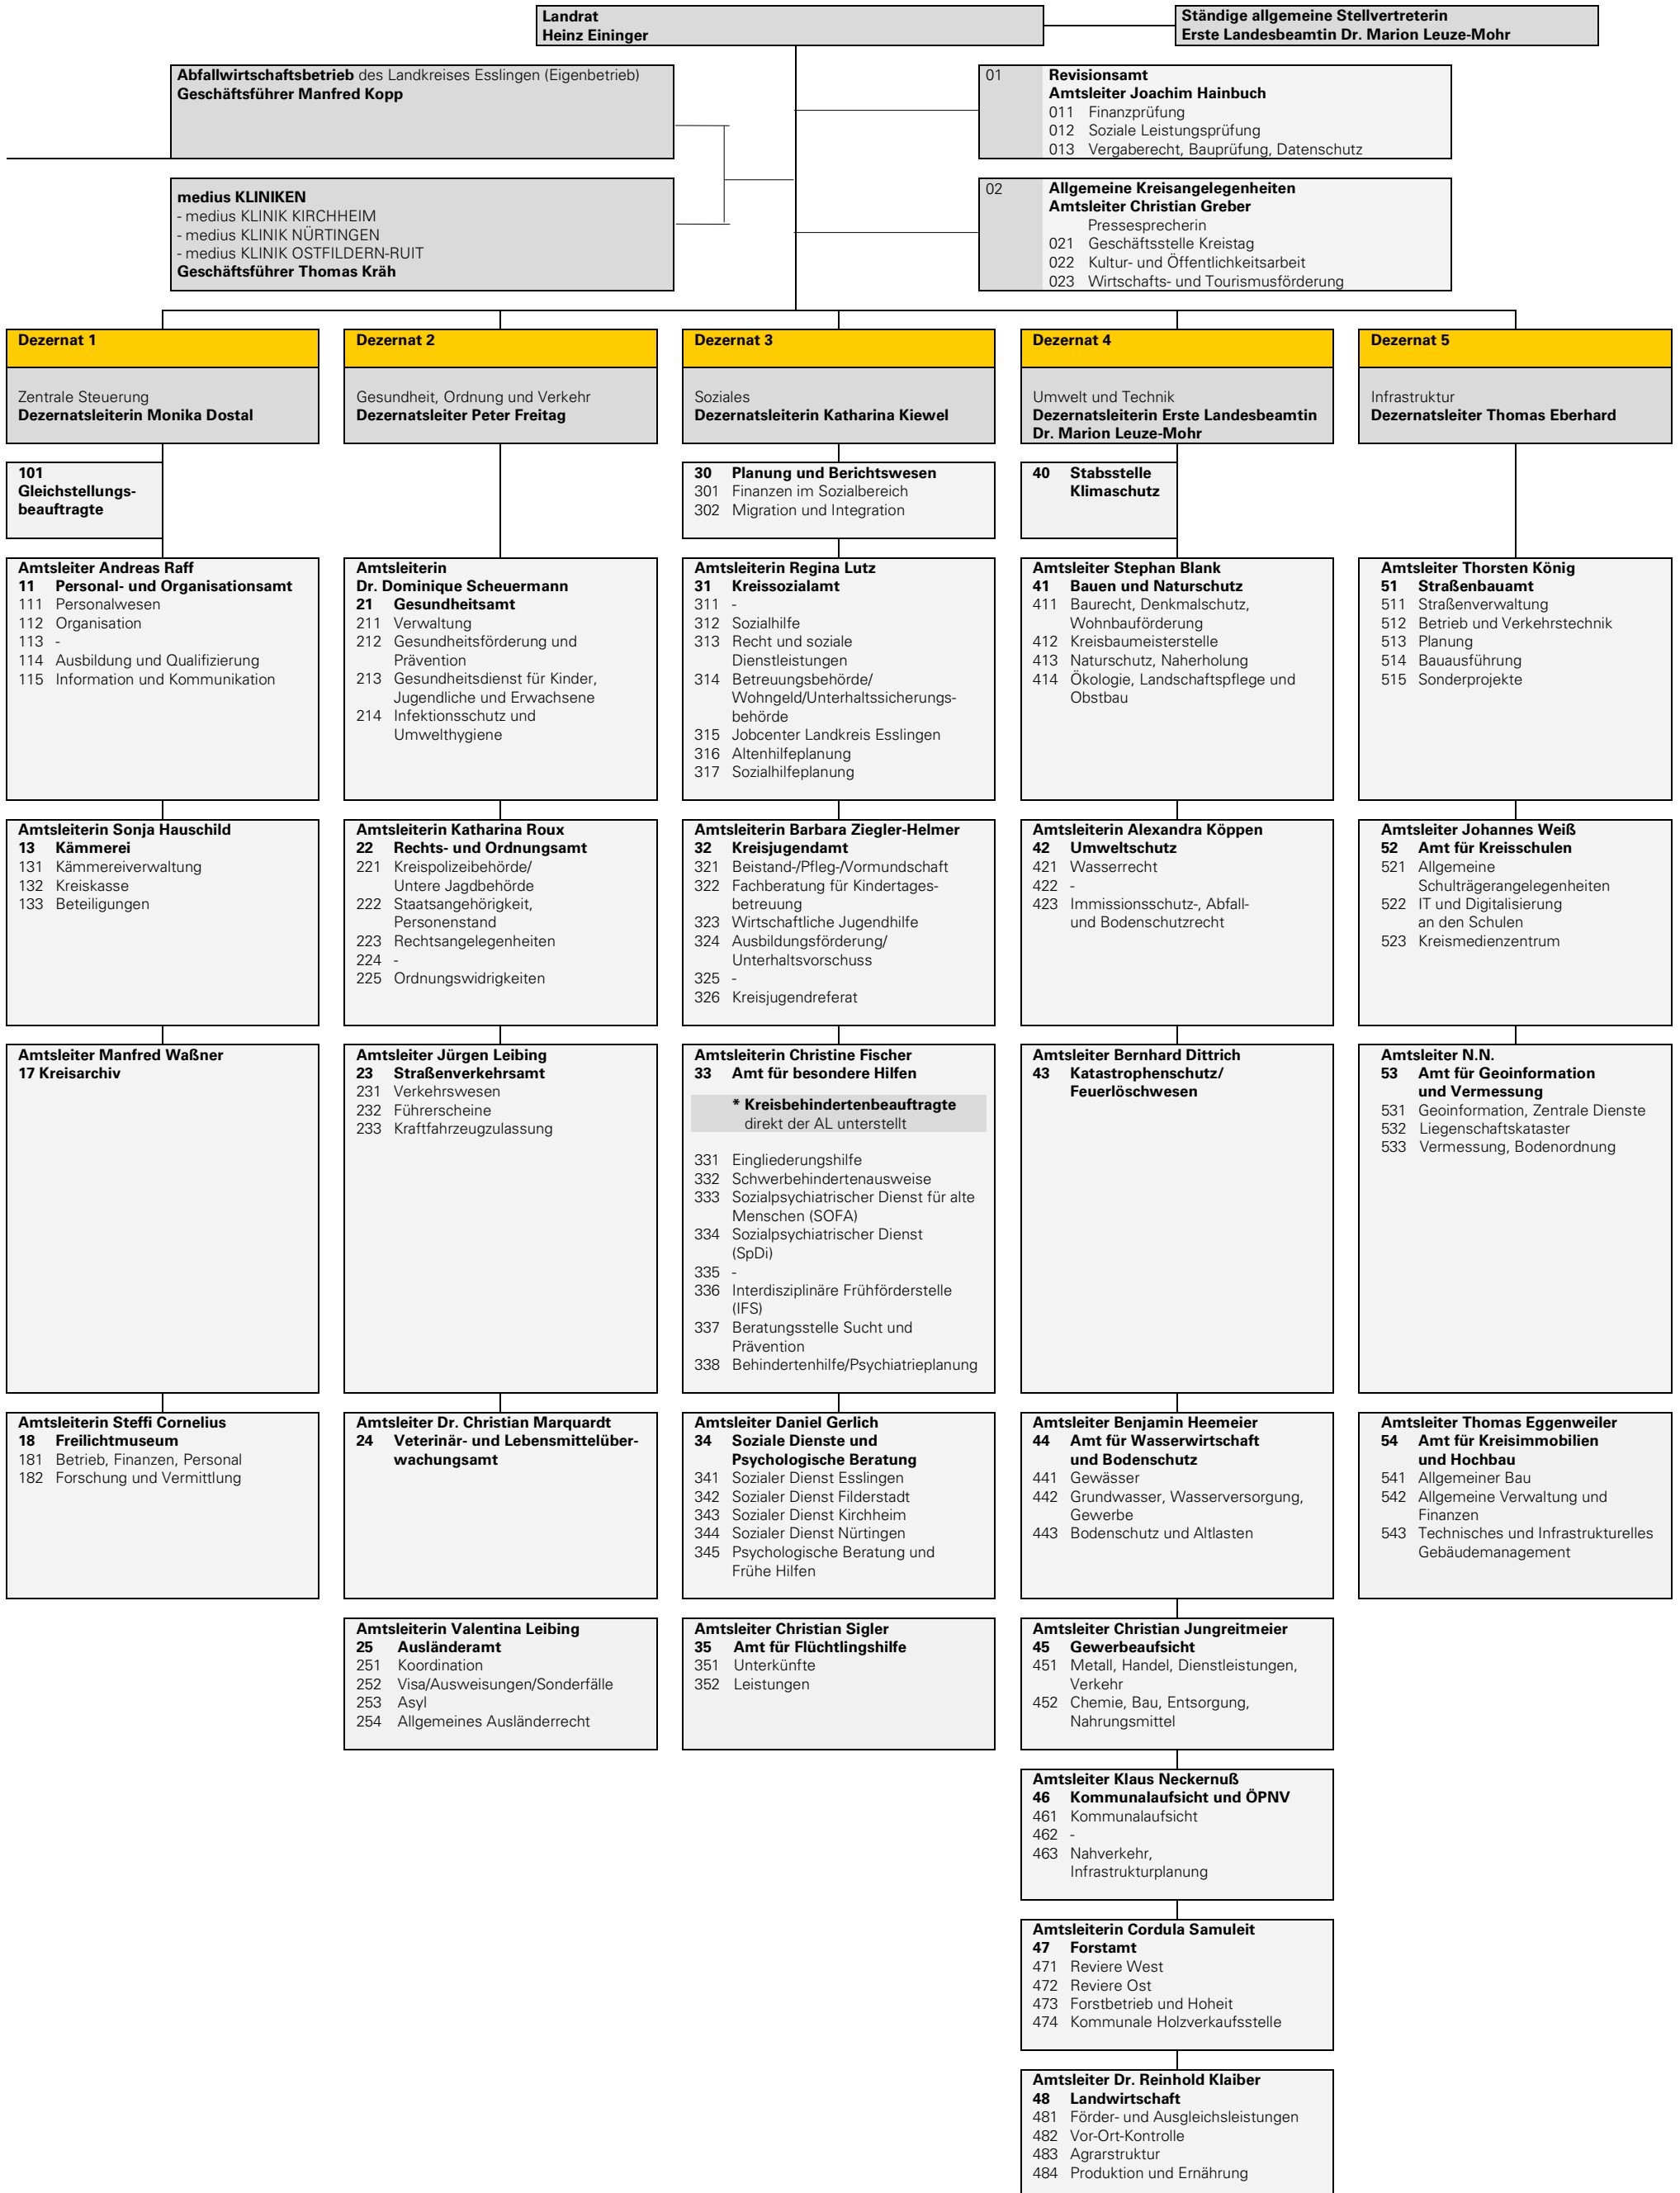 Landrat
Heinz Eininger
Ständige allgemeine Stellvertreterin
Erste Landesbeamtin Dr. Marion Leuze-Mohr
Abfallwirtschaftsbetrieb des Landkreises Esslingen (Eigenbetrieb)
Geschäftsführer Manfred Kopp
01 Revisionsamt
Amtsleiter Joachim Hainbuch
011 Finanzprüfung
012 Soziale Leistungsprüfung
013 Vergaberecht, Bauprüfung, Datenschutz
medius KLINIKEN
- medius KLINIK KIRCHHEIM
- medius KLINIK NÜRTINGEN
- medius KLINIK OSTFILDERN-RUIT
Geschäftsführer Thomas Kräh
02 Allgemeine Kreisangelegenheiten
Amtsleiter Christian Greber
Pressesprecherin
021 Geschäftsstelle Kreistag
022 Kultur- und Öffentlichkeitsarbeit
023 Wirtschafts- und Tourismusförderung
Dezernat 1
Zentrale Steuerung
Dezernatsleiterin Monika Dostal
101
Gleichstellungs-
beauftragte
Amtsleiter Andreas Raff
11 Personal- und Organisationsamt
111 Personalwesen
112 Organisation
113 -
114 Ausbildung und Qualifizierung
115 Information und Kommunikation
Amtsleiterin Sonja Hauschild
13 Kämmerei
131 Kämmereiverwaltung
132 Kreiskasse
133 Beteiligungen
Amtsleiter Manfred Waßner
17 Kreisarchiv
Amtsleiterin Steffi Cornelius
18 Freilichtmuseum
181 Betrieb, Finanzen, Personal
182 Forschung und Vermittlung
Dezernat 2
Gesundheit, Ordnung und Verkehr
Dezernatsleiter Peter Freitag
Amtsleiterin
Dr. Dominique Scheuermann
21 Gesundheitsamt
211 Verwaltung
212 Gesundheitsförderung und
Prävention
213 Gesundheitsdienst für Kinder,
Jugendliche und Erwachsene
214 Infektionsschutz und
Umwelthygiene
Amtsleiterin Katharina Roux
22 Rechts- und Ordnungsamt
221 Kreispolizeibehörde/
Untere Jagdbehörde
222 Staatsangehörigkeit,
Personenstand
223 Rechtsangelegenheiten
224 -
225 Ordnungswidrigkeiten
Amtsleiter Jürgen Leibing
23 Straßenverkehrsamt
231 Verkehrswesen
232 Führerscheine
233 Kraftfahrzeugzulassung
Amtsleiter Dr. Christian Marquardt
24 Veterinär- und Lebensmittelüber-
wachungsamt
Amtsleiterin Valentina Leibing
25 Ausländeramt
251 Koordination
252 Visa/Ausweisungen/Sonderfälle
253 Asyl
254 Allgemeines Ausländerrecht
Dezernat 3
Soziales
Dezernatsleiterin Katharina Kiewel
30 Planung und Berichtswesen
301 Finanzen im Sozialbereich
302 Migration und Integration
Amtsleiterin Regina Lutz
31 Kreissozialamt
311 -
312 Sozialhilfe
313 Recht und soziale
Dienstleistungen
314 Betreuungsbehörde/
Wohngeld/Unterhaltssicherungs-
behörde
315 Jobcenter Landkreis Esslingen
316 Altenhilfeplanung
317 Sozialhilfeplanung
Amtsleiterin Barbara Ziegler-Helmer
32 Kreisjugendamt
321 Beistand-/Pfleg-/Vormundschaft
322 Fachberatung für Kindertages-
betreuung
323 Wirtschaftliche Jugendhilfe
324 Ausbildungsförderung/
Unterhaltsvorschuss
325 -
326 Kreisjugendreferat
Amtsleiterin Christine Fischer
33 Amt für besondere Hilfen
* Kreisbehindertenbeauftragte
direkt der AL unterstellt
331 Eingliederungshilfe
332 Schwerbehindertenausweise
333 Sozialpsychiatrischer Dienst für alte
Menschen (SOFA)
334 Sozialpsychiatrischer Dienst
(SpDi)
335 -
336 Interdisziplinäre Frühförderstelle
(IFS)
337 Beratungsstelle Sucht und
Prävention
338 Behindertenhilfe/Psychiatrieplanung
Amtsleiter Daniel Gerlich
34 Soziale Dienste und
Psychologische Beratung
341 Sozialer Dienst Esslingen
342 Sozialer Dienst Filderstadt
343 Sozialer Dienst Kirchheim
344 Sozialer Dienst Nürtingen
345 Psychologische Beratung und
Frühe Hilfen
Amtsleiter Christian Sigler
35 Amt für Flüchtlingshilfe
351 Unterkünfte
352 Leistungen
Dezernat 4
Umwelt und Technik
Dezernatsleiterin Erste Landesbeamtin
Dr. Marion Leuze-Mohr
40 Stabsstelle
Klimaschutz
Amtsleiter Stephan Blank
41 Bauen und Naturschutz
411 Baurecht, Denkmalschutz,
Wohnbauförderung
412 Kreisbaumeisterstelle
413 Naturschutz, Naherholung
414 Ökologie, Landschaftspflege und
Obstbau
Amtsleiterin Alexandra Köppen
42 Umweltschutz
421 Wasserrecht
422 -
423 Immissionsschutz-, Abfall-
und Bodenschutzrecht
Amtsleiter Bernhard Dittrich
43 Katastrophenschutz/
Feuerlöschwesen
Amtsleiter Benjamin Heemeier
44 Amt für Wasserwirtschaft
und Bodenschutz
441 Gewässer
442 Grundwasser, Wasserversorgung,
Gewerbe
443 Bodenschutz und Altlasten
Amtsleiter Christian Jungreitmeier
45 Gewerbeaufsicht
451 Metall, Handel, Dienstleistungen,
Verkehr
452 Chemie, Bau, Entsorgung,
Nahrungsmittel
Amtsleiter Klaus Neckernuß
46 Kommunalaufsicht und ÖPNV
461 Kommunalaufsicht
462 -
463 Nahverkehr,
Infrastrukturplanung
Amtsleiterin Cordula Samuleit
47 Forstamt
471 Reviere West
472 Reviere Ost
473 Forstbetrieb und Hoheit
474 Kommunale Holzverkaufsstelle
Amtsleiter Dr. Reinhold Klaiber
48 Landwirtschaft
481 Förder- und Ausgleichsleistungen
482 Vor-Ort-Kontrolle
483 Agrarstruktur
484 Produktion und Ernährung
Dezernat 5
Infrastruktur
Dezernatsleiter Thomas Eberhard
Amtsleiter Thorsten König
51 Straßenbauamt
511 Straßenverwaltung
512 Betrieb und Verkehrstechnik
513 Planung
514 Bauausführung
515 Sonderprojekte
Amtsleiter Johannes Weiß
52 Amt für Kreisschulen
521 Allgemeine
Schulträgerangelegenheiten
522 IT und Digitalisierung
an den Schulen
523 Kreismedienzentrum
Amtsleiter N.N.
53 Amt für Geoinformation
und Vermessung
531 Geoinformation, Zentrale Dienste
532 Liegenschaftskataster
533 Vermessung, Bodenordnung
Amtsleiter Thomas Eggenweiler
54 Amt für Kreisimmobilien
und Hochbau
541 Allgemeiner Bau
542 Allgemeine Verwaltung und
Finanzen
543 Technisches und Infrastrukturelles
Gebäudemanagement